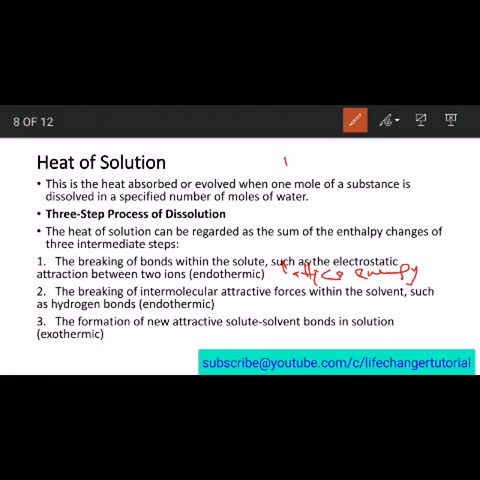 8 OF 12
Heat of Solution
• This is the heat absorbed or evolved when one mole of a substance is
dissolved in a specified number of moles of water.
• Three-Step Process of Dissolution
• The heat of solution can be regarded as the sum of the enthalpy changes of
three intermediate steps:
1. The breaking of bonds within the solute, such as the electrostatic
attraction between two ions (endothermic)
energy
2. The breaking of intermolecular attractive forces within the solvent, such
as hydrogen bonds (endothermic)
3. The formation of new attractive solute-solvent bonds in solution
(exothermic)
subscribe@youtube.com/c/lifechangertutorial